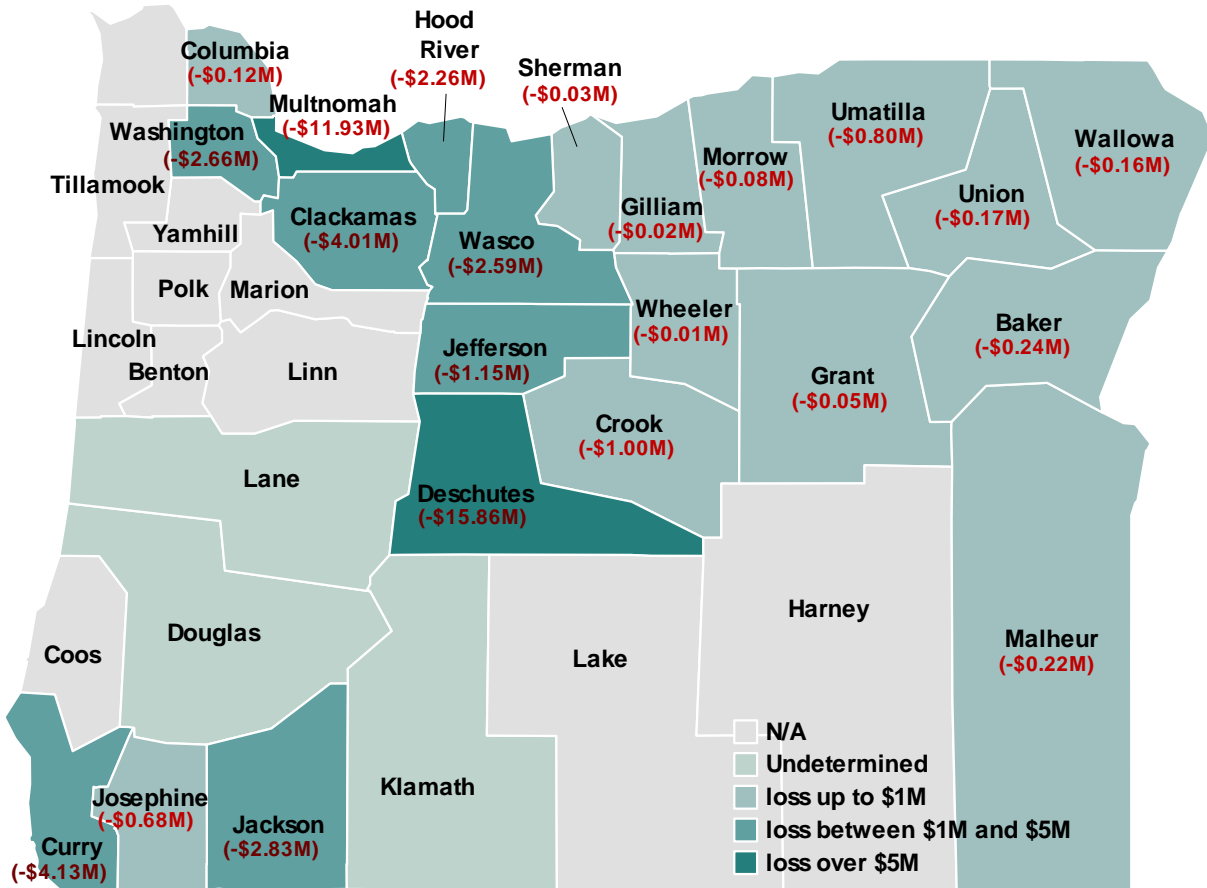 Hood
River
(-$2.26M)
Columbia
(-$0.12M)
Sherman
(-$0.03M)
Multnomah
(-$11.93M)
Umatilla
(-$0.80M)
Washington
(-$2.66M)
Wallowa
(-$0.16M)
Morrow
(-$0.08M)
Tillamook
Union
(-$0.17M)
Gilliam
(-$0.02M)
Clackamas
(-$4.01M)
Yamhill
Wasco
(-$2.59M)
Polk
Marion
Wheeler
(-$0.01M)
Baker
(-$0.24M)
Lincoln
Jefferson
(-$1.15M)
Benton
Linn
Grant
(-$0.05M)
Crook
(-$1.00M)
Lane
Deschutes
(-$15.86M)
Harney
Douglas
Malheur
(-$0.22M)
Coos
Lake
N/A
Undetermined
loss up to $1M
loss between $1M and $5M
loss over $5M
Klamath
Josephine
(-$0.68M)
Jackson
(-$2.83M)
Curry
(-$4.13M)